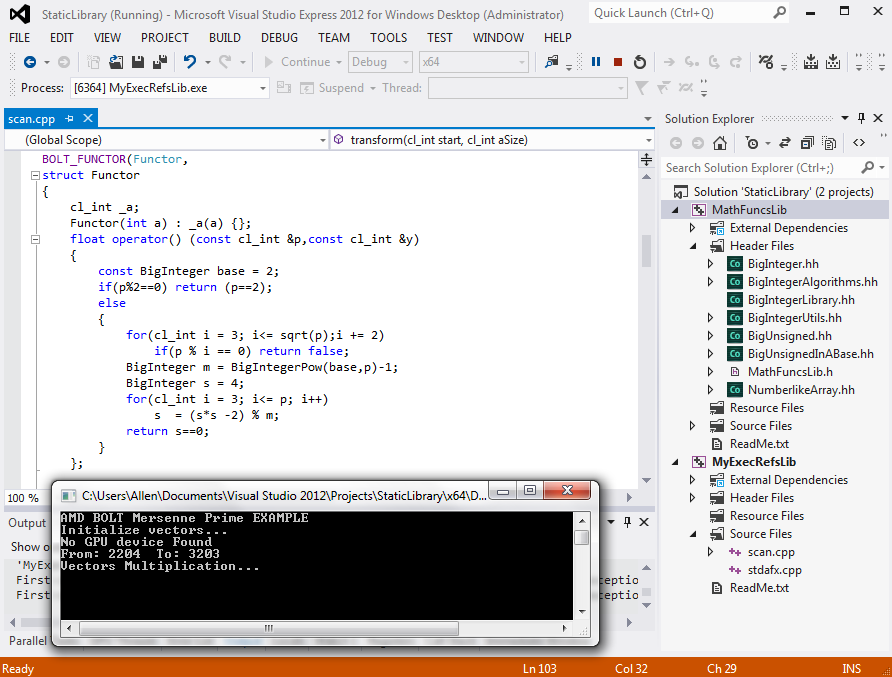 StaticLibrary (Running) - Microsoft Visual Studio Express 2012 for Windows Desktop (Administrator)
Quick Launch (Ctrl+Q)
FILE EDIT VIEW PROJECT BUILD DEBUG TEAM TOOLS TEST WINDOW HELP
Continue Debug x64
Process: [6364] MyExecRefsLib.exe Suspend Thread:
scan.cpp
(Global Scope) transform(cl_int start, cl_int aSize)
BOLT_FUNCTOR(Functor,
struct Functor
{
cl_int _a;
Functor(int a) : _a(a) {};
float operator() (const cl_int &p,const cl_int &y)
{
const BigInteger base = 2;
if(p%2==0) return (p==2);
else
{
for(cl_int i = 3; i<= sqrt(p);i += 2)
if(p % i == 0) return false;
BigInteger m = BigIntegerPow(base,p)-1;
BigInteger s = 4;
for(cl_int i = 3; i<= p; i++)
s  = (s*s -2) % m;
return s==0;
}
};
100 %
Output
Show o
'MyEx
First
First
ceptio
ceptio
Parallel
C:\Users\Allen\Documents\Visual Studio 2012\Projects\StaticLibrary\x64\D...
AMD BOLT Mersenne Prime EXAMPLE
Initialize vectors...
No GPU device Found
From: 2204  To: 3203
Vectors Multiplication...
Solution Explorer
Search Solution Explorer (Ctrl+;)
Solution 'StaticLibrary' (2 projects)
MathFuncsLib
External Dependencies
Header Files
BigInteger.hh
BigIntegerAlgorithms.hh
BigIntegerLibrary.hh
BigIntegerUtils.hh
BigUnsigned.hh
BigUnsignedInABase.hh
MathFuncsLib.h
NumberlikeArray.hh
Resource Files
Source Files
ReadMe.txt
MyExecRefsLib
External Dependencies
Header Files
Resource Files
Source Files
scan.cpp
stdafx.cpp
ReadMe.txt
Ready Ln 103 Col 32 Ch 29 INS